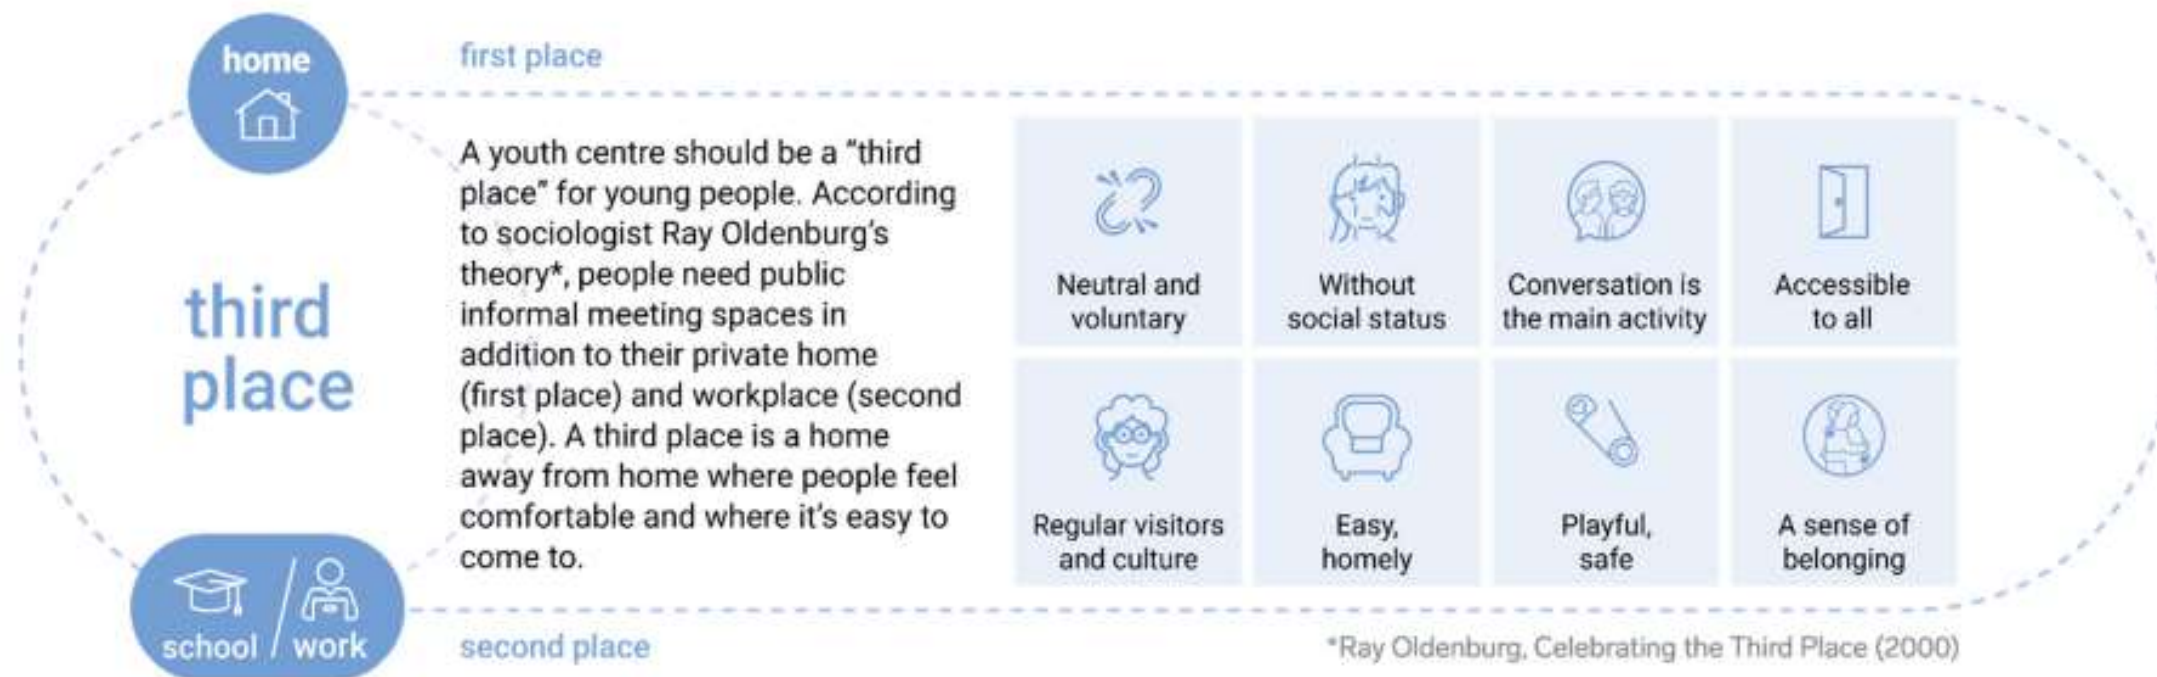 home
first place
A youth centre should be a “third
place” for young people. According
to sociologist Ray Oldenburg’s
theory*, people need public
informal meeting spaces in
addition to their private home
(first place) and workplace (second
place). A third place is a home
away from home where people feel
comfortable and where it’s easy to
come to.
third
place
Neutral and
voluntary
Without
social status
Conversation is
the main activity
Accessible
to all
Regular visitors
and culture
Easy,
homely
Playful,
safe
A sense of
belonging
school / work
second place
*Ray Oldenburg, Celebrating the Third Place (2000)